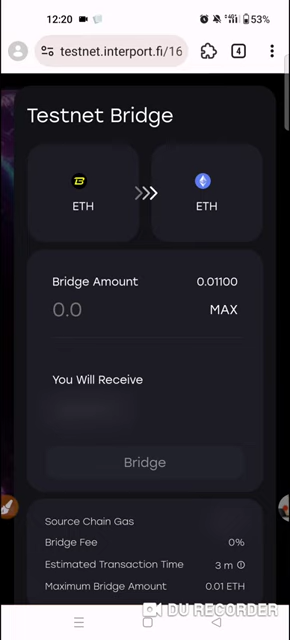 12:20
53%
testnet.interport.fi/16
4
Testnet Bridge
ETH
ETH
Bridge Amount 0.01100
0.0 MAX
You Will Receive
Bridge
Source Chain Gas
Bridge Fee 0%
Estimated Transaction Time 3 m
Maximum Bridge Amount 0.01 ETH
DU RECORDER